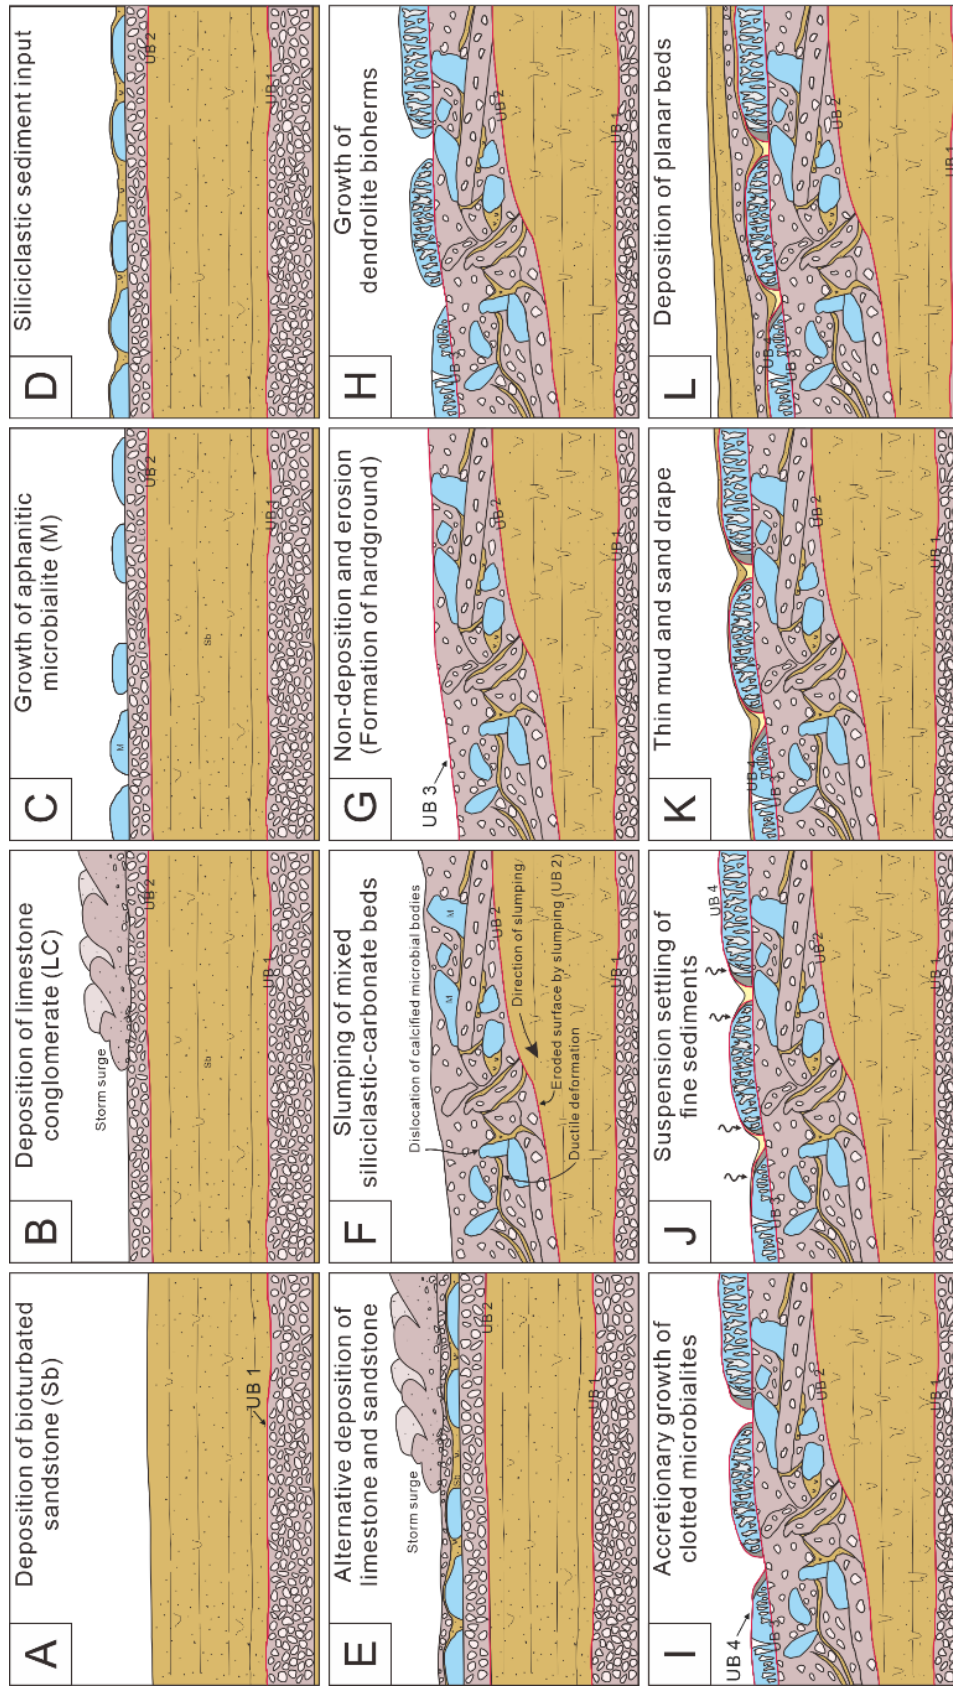 A
Deposition of bioturbated
sandstone (Sb)
UB 1
B
Deposition of limestone
conglomerate (LC)
Storm surge
UB 2
Sb
UB 1
C
Growth of aphanitic
microbialite (M)
M
UB 2
Sb
UB 1
D
Siliciclastic sediment input
UB 2
UB 1
E
Alternative deposition of
limestone and sandstone
Storm surge
Sb
UB 2
UB 1
F
Slumping of mixed
siliciclastic-carbonate beds
Dislocation of calcified microbial bodies
M
M
UB 2
Direction of slumping
Eroded surface by slumping (UB 2)
Ductile deformation
UB 1
G
Non-deposition and erosion
(Formation of hardground)
UB 3
UB 2
UB 1
H
Growth of
dendrolite bioherms
UB 3
UB 2
UB 1
I
Accretionary growth of
clotted microbialites
UB 4
UB 3
UB 2
UB 1
J
Suspension settling of
fine sediments
UB 4
UB 3
UB 2
UB 1
K
Thin mud and sand drape
UB 4
UB 3
UB 2
UB 1
L
Deposition of planar beds
UB 4
UB 3
UB 2
UB 1